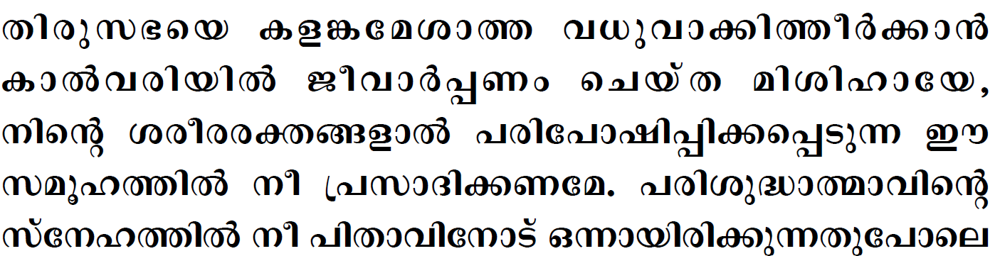 തിരുസഭയെ കളങ്കമേശാത്ത വധുവാക്കിത്തീർക്കാൻ
കാൽവരിയിൽ ജീവാർപ്പണം ചെയ്ത മിശിഹായേ,
നിന്റെ ശരീരരക്തങ്ങളാൽ പരിപോഷിപ്പിക്കപ്പെടുന്ന ഈ
സമൂഹത്തിൽ നീ പ്രസാദിക്കണമേ. പരിശുദ്ധാത്മാവിന്റെ
സ്നേഹത്തിൽ നീ പിതാവിനോട് ഒന്നായിരിക്കുന്നതുപോലെ